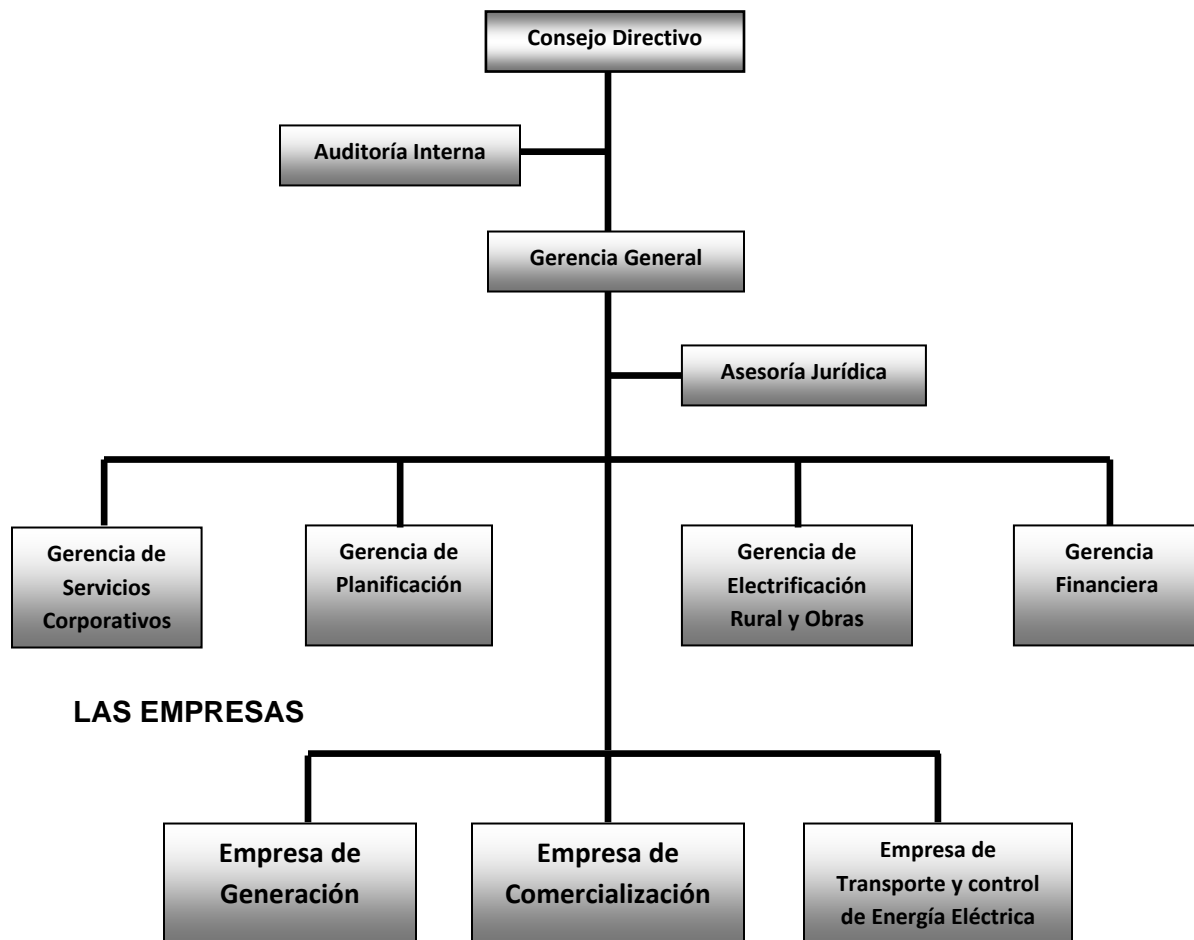 Consejo Directivo
Auditoría Interna
Gerencia General
Asesoría Jurídica
Gerencia de
Servicios
Corporativos
Gerencia de
Planificación
Gerencia de
Electrificación
Rural y Obras
Gerencia
Financiera
LAS EMPRESAS
Empresa de
Generación
Empresa de
Comercialización
Empresa de
Transporte y control
de Energía Eléctrica